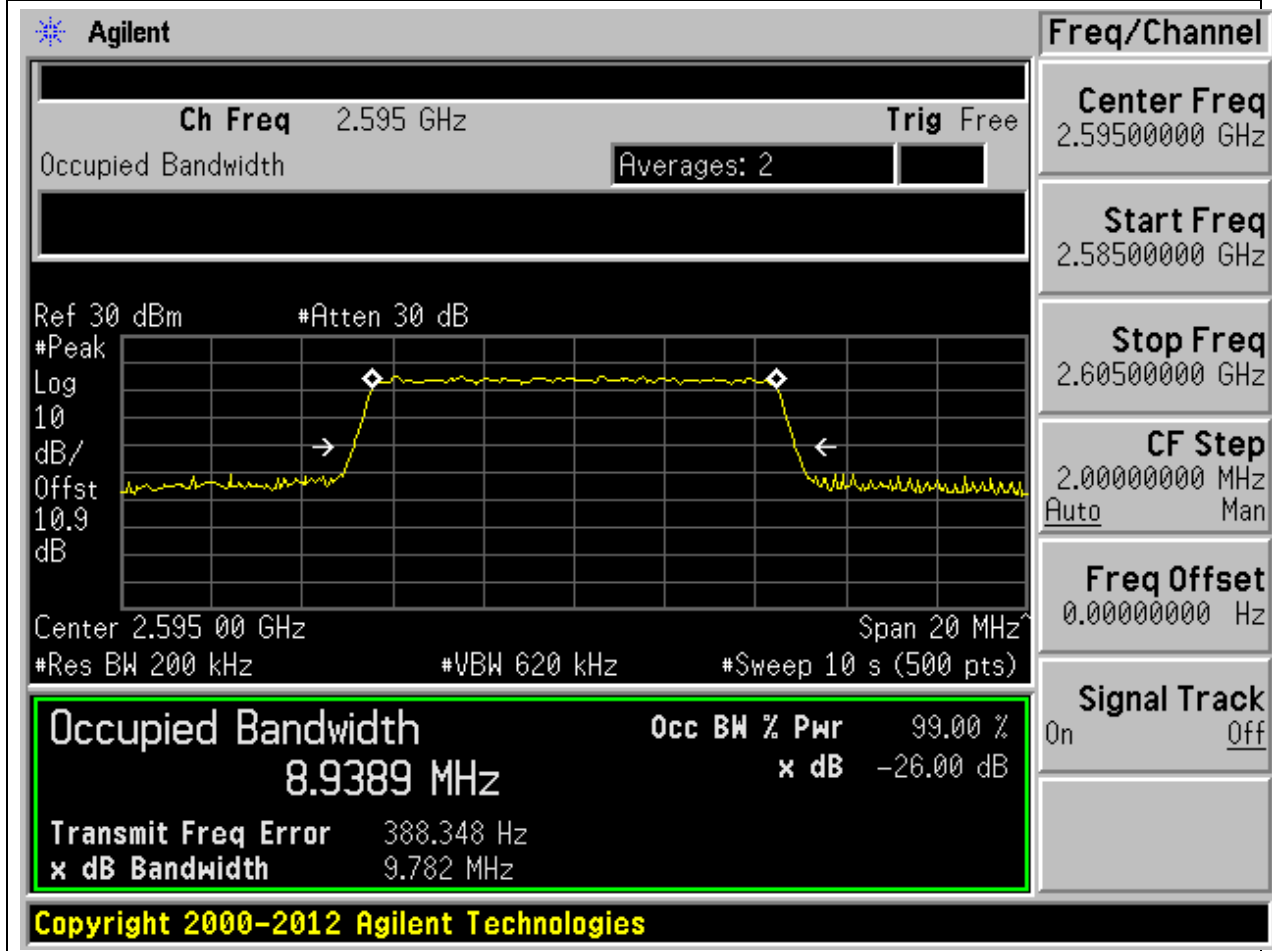 Agilent
Freq/Channel
Ch Freq 2.595 GHz Trig Free
Occupied Bandwidth Averages: 2
Center Freq
2.59500000 GHz
Start Freq
2.58500000 GHz
Stop Freq
2.60500000 GHz
CF Step
2.00000000 MHz
Auto Man
Freq Offset
0.00000000 Hz
Signal Track
On Off
Ref 30 dBm #Atten 30 dB
#Peak
Log
10
dB/
Offst
10.9
dB
Center 2.595 00 GHz Span 20 MHz^
#Res BW 200 kHz #VBW 620 kHz #Sweep 10 s (500 pts)
Occupied Bandwidth Occ BW % Pwr 99.00 %
8.9389 MHz x dB -26.00 dB
Transmit Freq Error 388.348 Hz
x dB Bandwidth 9.782 MHz
Copyright 2000-2012 Agilent Technologies